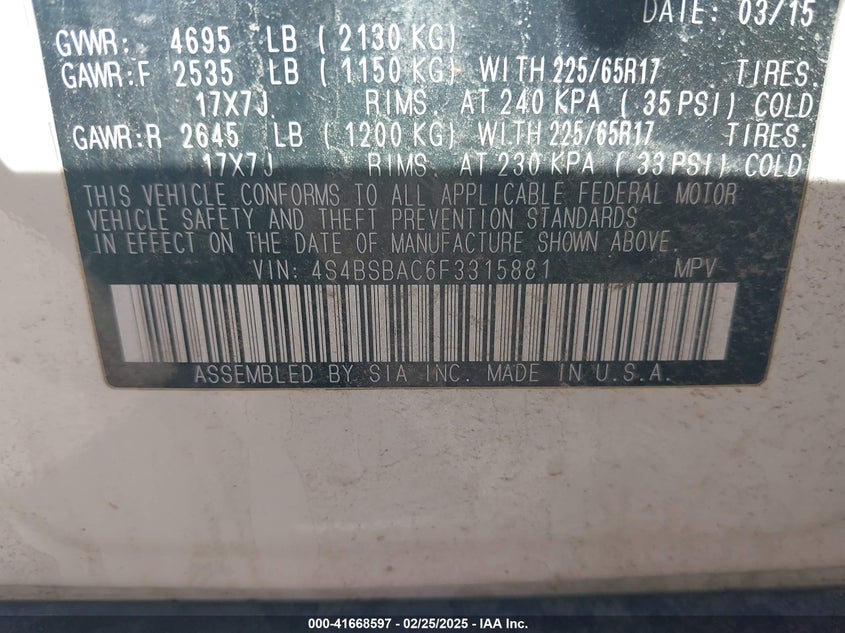 DATE: 03/15
GVWR: 4695 LB ( 2130 KG)
GAWR:F 2535 LB ( 1150 KG) WITH 225/65R17 TIRES.
17X7J RIMS. AT 240 KPA ( 35 PSI) COLD
GAWR:R 2645 LB ( 1200 KG) WITH 225/65R17 TIRES.
17X7J RIMS. AT 230 KPA ( 33 PSI) COLD
THIS VEHICLE CONFORMS TO ALL APPLICABLE FEDERAL MOTOR
VEHICLE SAFETY AND THEFT PREVENTION STANDARDS
IN EFFECT ON THE DATE OF MANUFACTURE SHOWN ABOVE.
VIN: 4S4BSBAC6F3315881 MPV
ASSEMBLED BY SIA INC. MADE IN U.S.A.
000-41668597 - 02/25/2025 - IAA Inc.